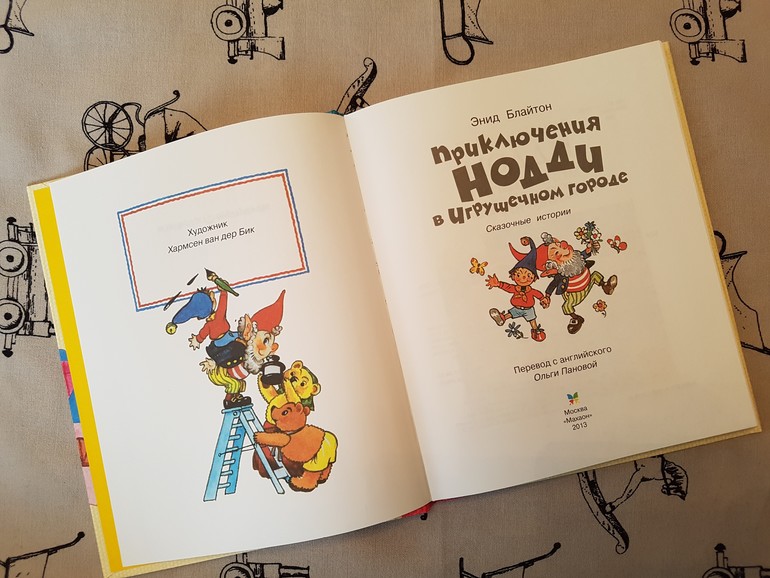 Художник
Хармсен ван дер Бик
Энид Блайтон
Приключения
Нодди
в Игрушечном городе
Сказочные истории
Перевод с английского
Ольги Пановой
Москва
«Махаон»
2013